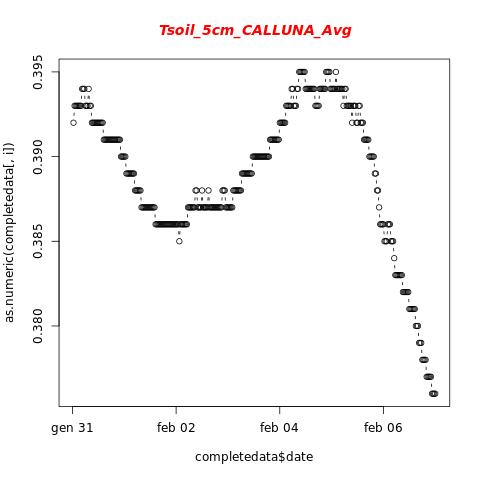 Tsoil_5cm_CALLUNA_Avg
as.numeric(completedata[, i])
0.395
0.390
0.385
0.380
gen 31
feb 02
feb 04
feb 06
completedata$date